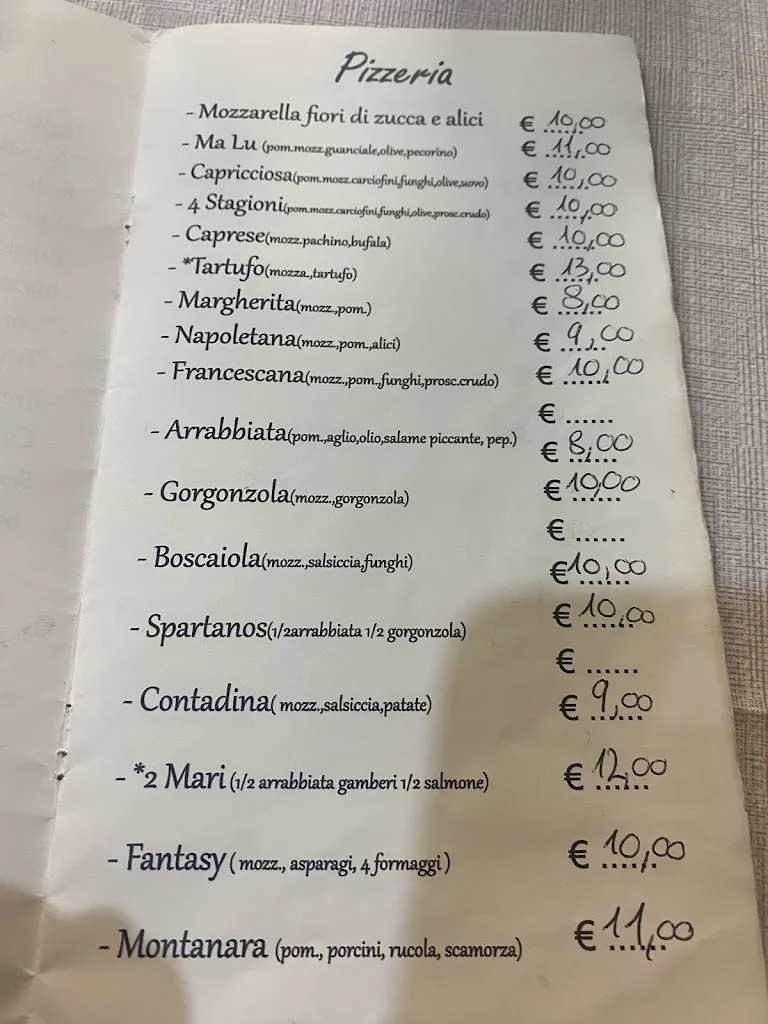 Pizzeria
- Mozzarella fiori di zucca e alici € 10,00
- Ma Lu (pom.mozz.guanciale,olive,pecorino) € 11,00
- Capricciosa(pom.mozz.carciofini,funghi,olive,uovo) € 10,00
- 4 Stagioni(pom.mozz.carciofini,funghi,olive,prosc.crudo) € 10,00
- Caprese(mozz.pachino,bufala) € 10,00
- *Tartufo(mozza.,tartufo) € 13,00
- Margherita(mozz.,pom.) € 8,00
- Napoletana(mozz.,pom.,alici) € 9,00
- Francescana(mozz.,pom.,funghi,prosc.crudo) € 10,00
€ ......
- Arrabbiata(pom.,aglio,olio,salame piccante, pep.) € 8,00
- Gorgonzola(mozz.,gorgonzola) € 10,00
€ ......
- Boscaiola(mozz.,salsiccia,funghi) € 10,00
- Spartanos(1/2arrabbiata 1/2 gorgonzola) € 10,00
€ ......
- Contadina( mozz.,salsiccia,patate) € 9,00
- *2 Mari (1/2 arrabbiata gamberi 1/2 salmone) € 12,00
- Fantasy ( mozz., asparagi, 4 formaggi ) € 10,00
- Montanara (pom., porcini, rucola, scamorza) € 11,00